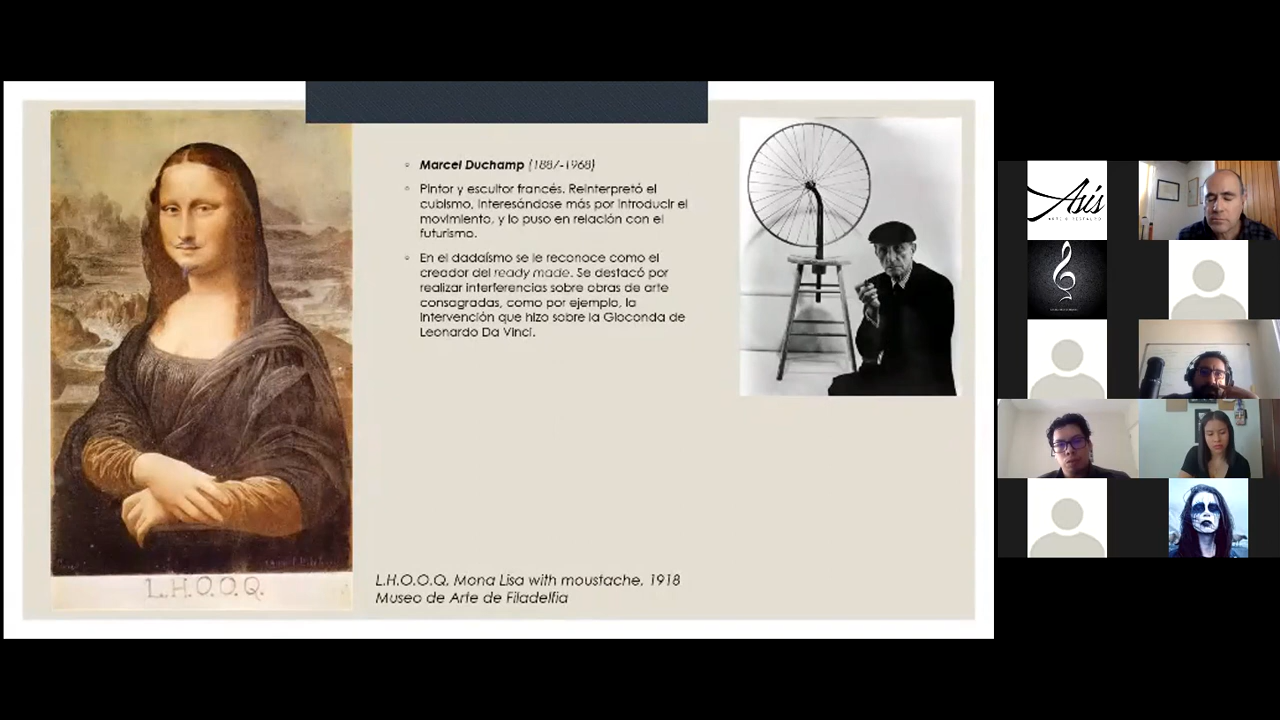 Marcel Duchamp (1887-1968)
Pintor y escultor francés. Reinterpretó el
cubismo, interesándose más por introducir el
movimiento, y lo puso en relación con el
futurismo.
En el dadaísmo se le reconoce como el
creador del ready made. Se destacó por
realizar interferencias sobre obras de arte
consagradas, como por ejemplo, la
intervención que hizo sobre la Gioconda de
Leonardo Da Vinci.
L.H.O.O.Q.
L.H.O.O.Q, Mona Lisa with moustache, 1918
Museo de Arte de Filadelfia
Asís